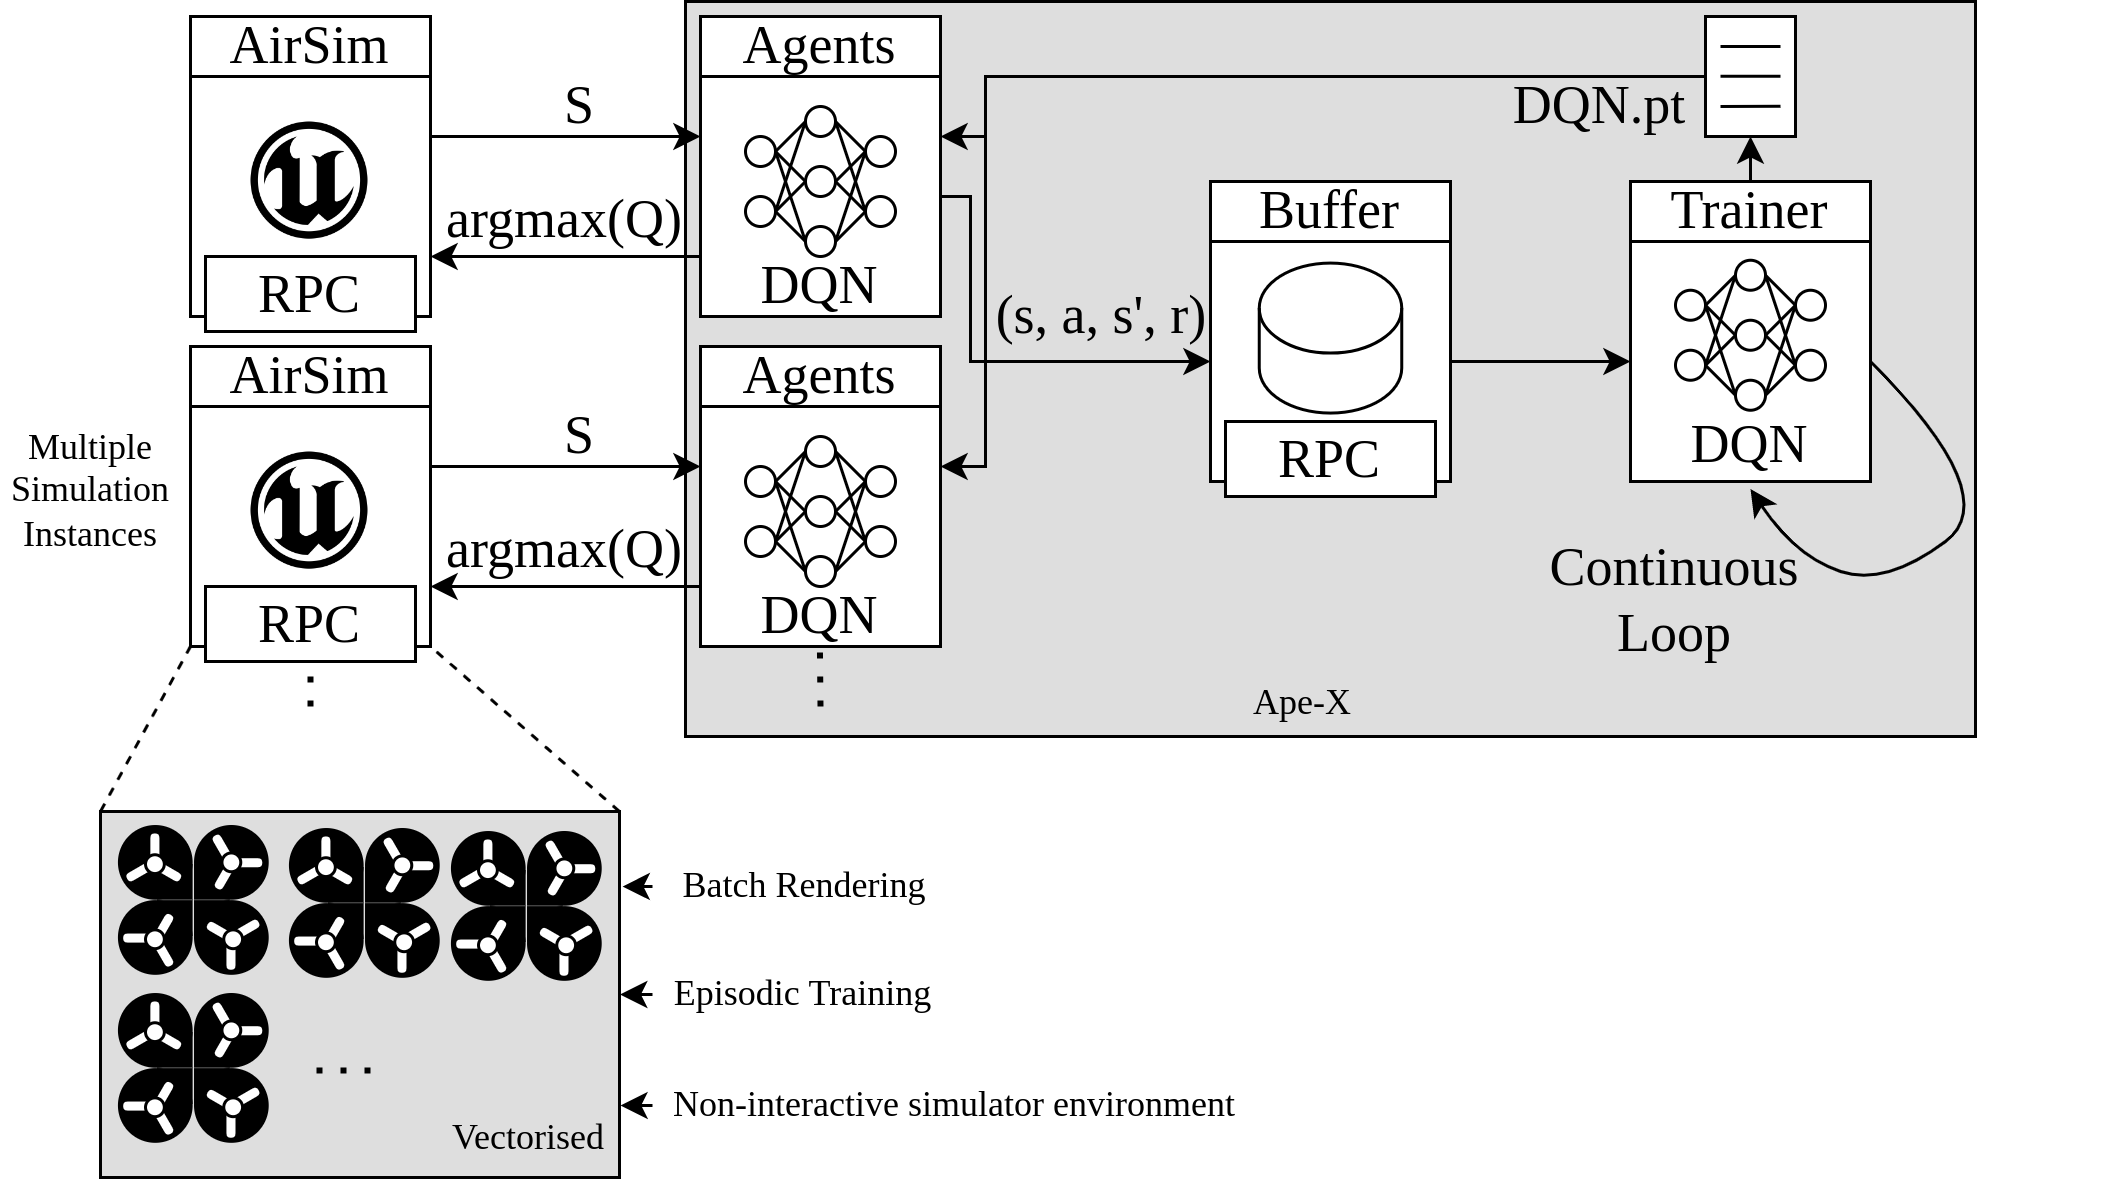 AirSim
S
argmax(Q)
RPC
Agents
DQN
DQN.pt
Buffer
RPC
(s, a, s', r)
Trainer
DQN
Continuous
Loop
Multiple
Simulation
Instances
AirSim
S
argmax(Q)
RPC
Agents
DQN
Ape-X
Vectorised
Batch Rendering
Episodic Training
Non-interactive simulator environment